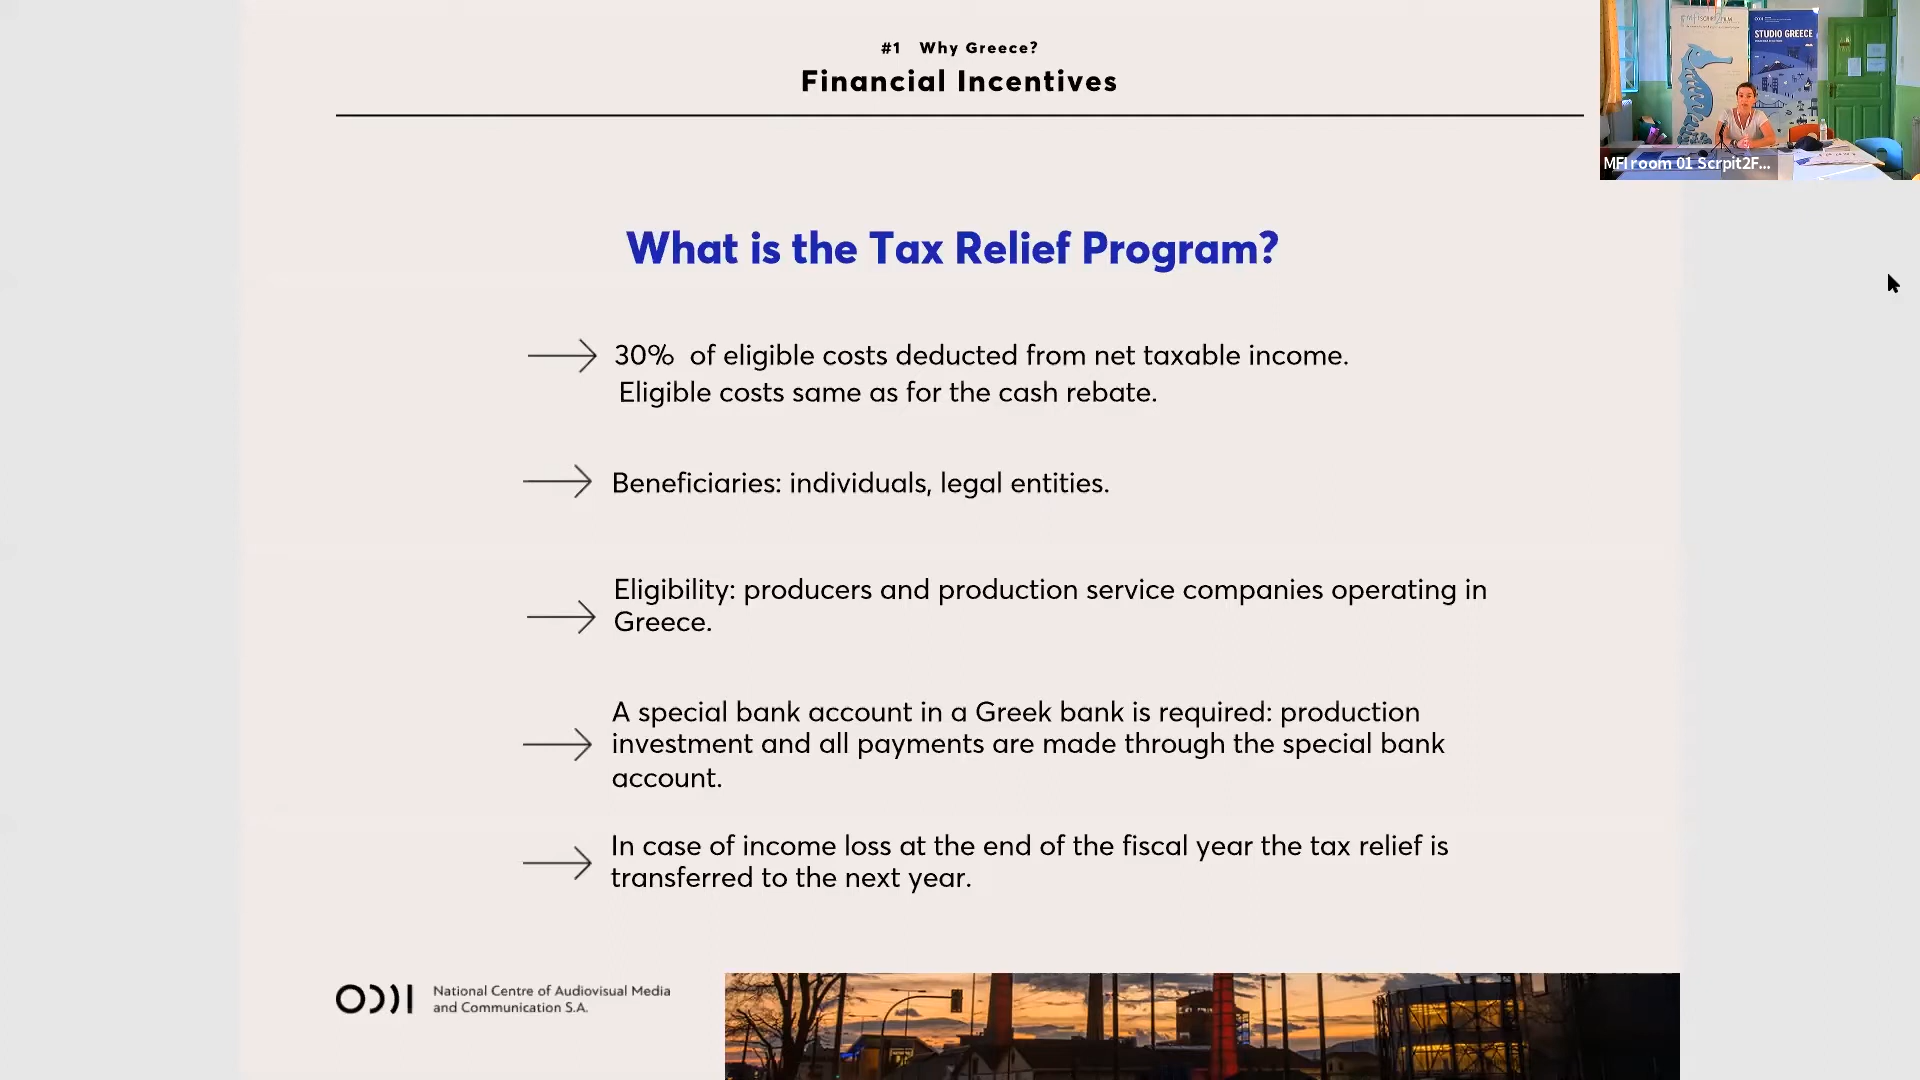 #1 Why Greece?
Financial Incentives
STUDIO GREECE
MFI room 01 Scrpit2F...
What is the Tax Relief Program?
30% of eligible costs deducted from net taxable income.
Eligible costs same as for the cash rebate.
Beneficiaries: individuals, legal entities.
Eligibility: producers and production service companies operating in
Greece.
A special bank account in a Greek bank is required: production
investment and all payments are made through the special bank
account.
In case of income loss at the end of the fiscal year the tax relief is
transferred to the next year.
National Centre of Audiovisual Media
and Communication S.A.